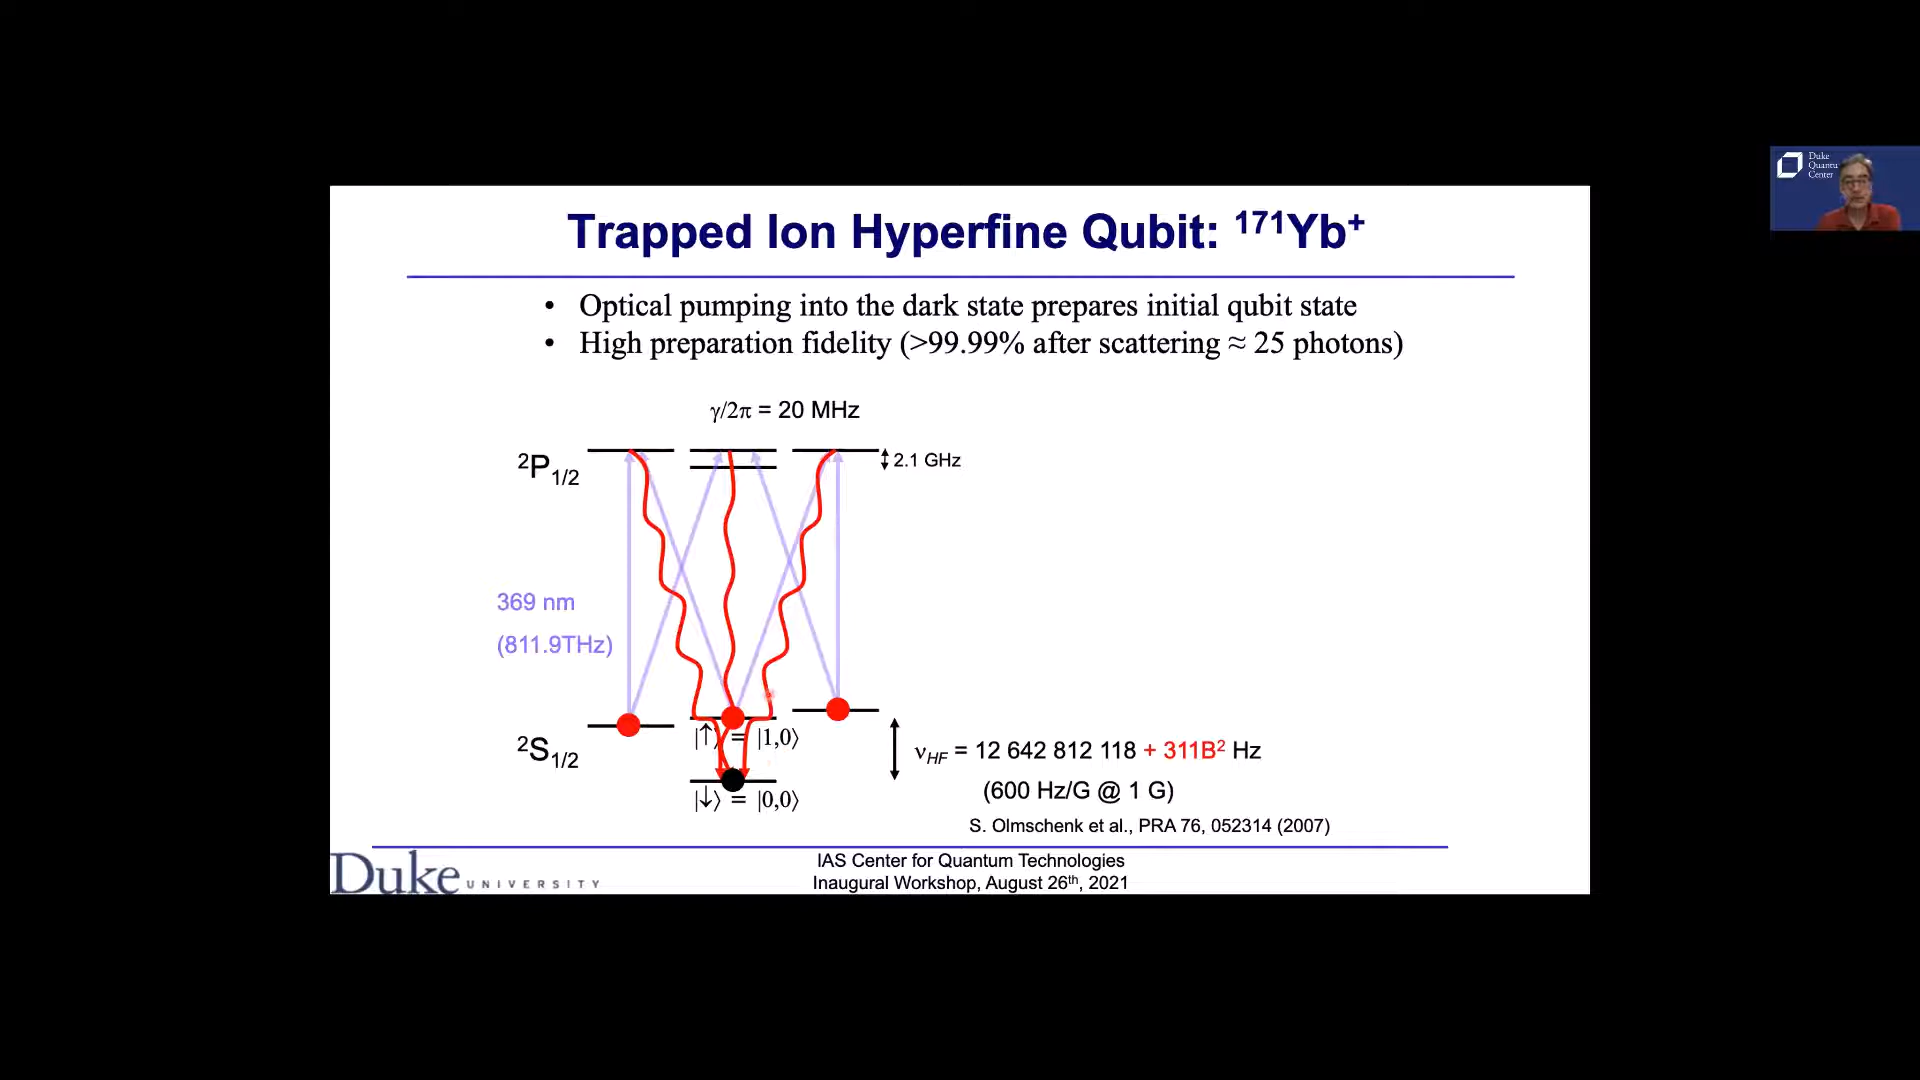 Duke
Quantu
Center
Trapped Ion Hyperfine Qubit: ¹⁷¹Yb⁺
• Optical pumping into the dark state prepares initial qubit state
• High preparation fidelity (>99.99% after scattering ≈ 25 photons)
γ/2π = 20 MHz
²P₁/₂
2.1 GHz
369 nm
(811.9THz)
|↑⟩ = |1,0⟩
²S₁/₂
ν_HF = 12 642 812 118 + 311B² Hz
(600 Hz/G @ 1 G)
|↓⟩ = |0,0⟩
S. Olmschenk et al., PRA 76, 052314 (2007)
Duke UNIVERSITY
IAS Center for Quantum Technologies
Inaugural Workshop, August 26ᵗʰ, 2021